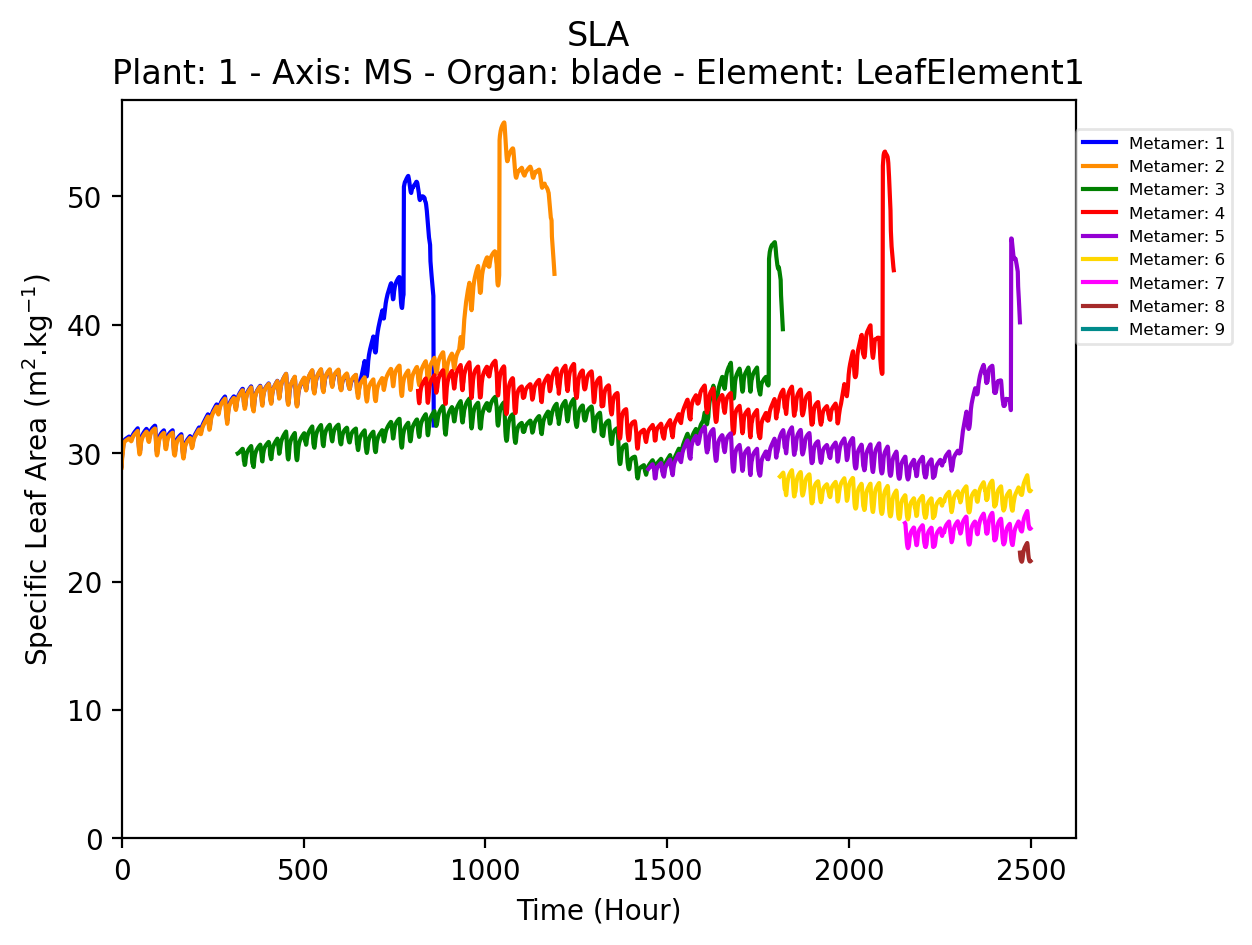 SLA
Plant: 1 - Axis: MS - Organ: blade - Element: LeafElement1
Specific Leaf Area (m².kg⁻¹)
50
40
30
20
10
0
0 500 1000 1500 2000 2500
Time (Hour)
Metamer: 1
Metamer: 2
Metamer: 3
Metamer: 4
Metamer: 5
Metamer: 6
Metamer: 7
Metamer: 8
Metamer: 9